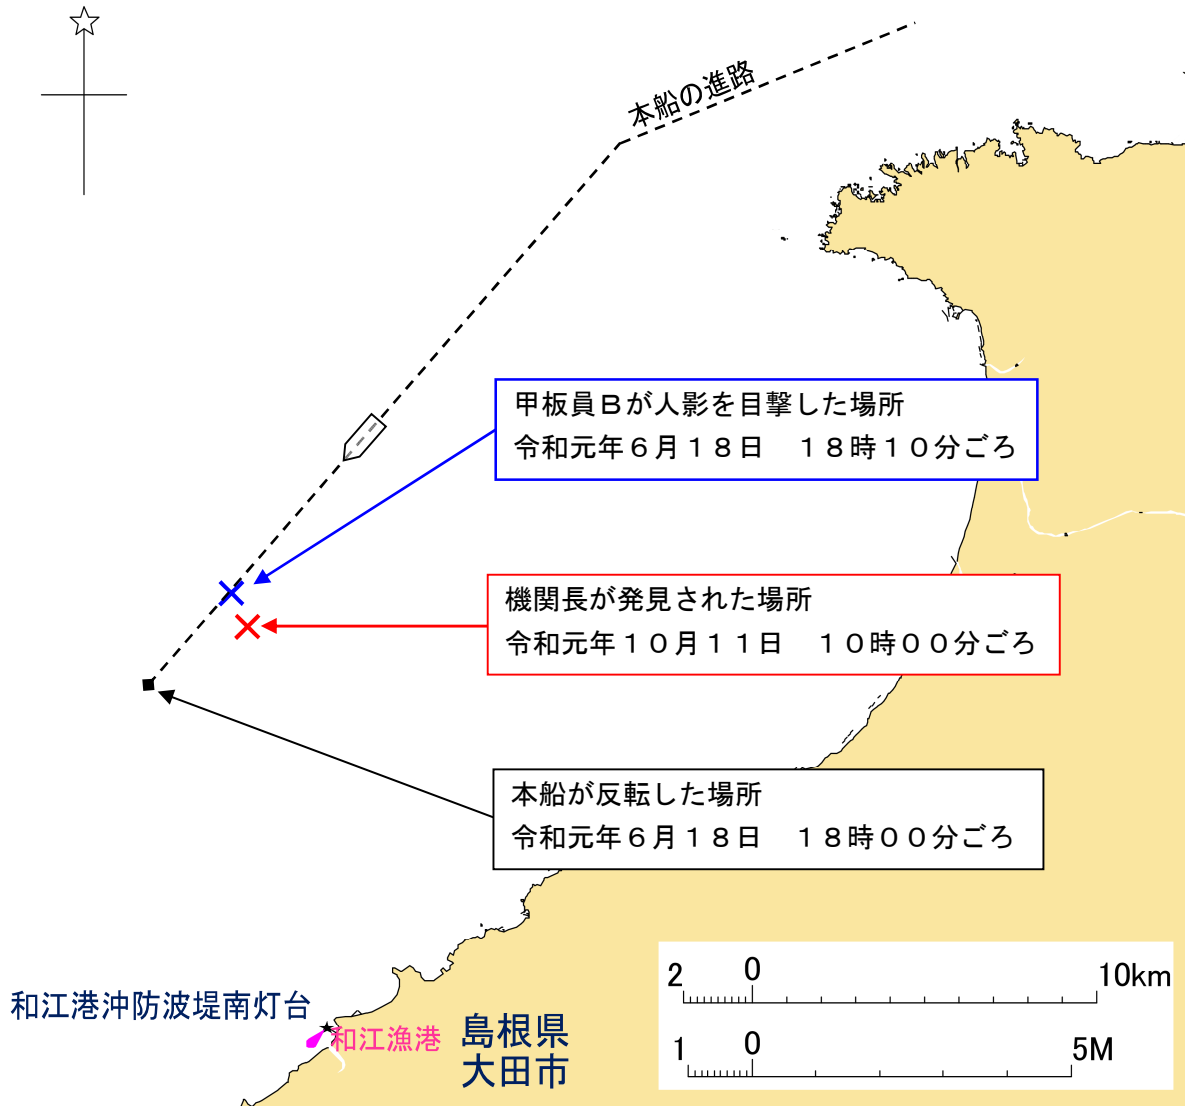 本船の進路
甲板員Bが人影を目撃した場所
令和元年6月18日　18時10分ごろ
機関長が発見された場所
令和元年10月11日　10時00分ごろ
本船が反転した場所
令和元年6月18日　18時00分ごろ
和江港沖防波堤南灯台
和江漁港
島根県
大田市
2 0 10km
1 0 5M